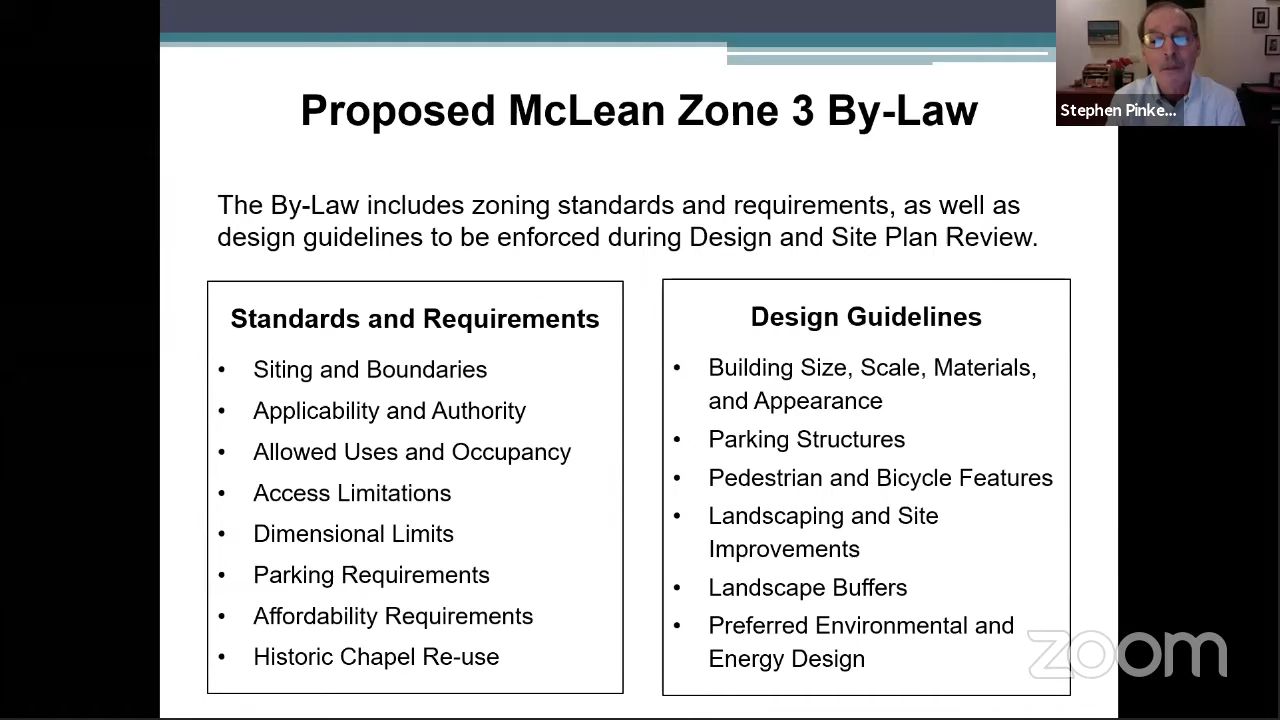 Proposed McLean Zone 3 By-Law
Stephen Pinke...
The By-Law includes zoning standards and requirements, as well as
design guidelines to be enforced during Design and Site Plan Review.
Standards and Requirements
• Siting and Boundaries
• Applicability and Authority
• Allowed Uses and Occupancy
• Access Limitations
• Dimensional Limits
• Parking Requirements
• Affordability Requirements
• Historic Chapel Re-use
Design Guidelines
• Building Size, Scale, Materials,
and Appearance
• Parking Structures
• Pedestrian and Bicycle Features
• Landscaping and Site
Improvements
• Landscape Buffers
• Preferred Environmental and
Energy Design
zoom